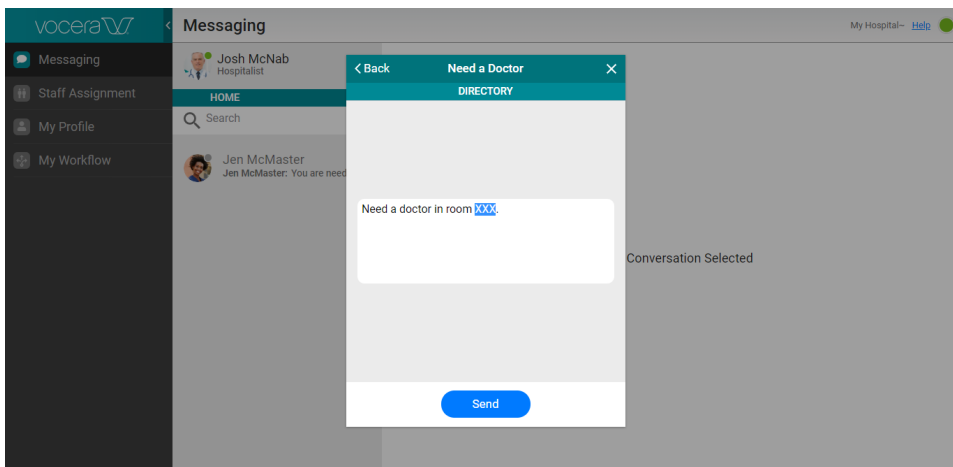 vocera
Messaging
My Hospital~ Help
Messaging
Staff Assignment
My Profile
My Workflow
Josh McNab
Hospitalist
HOME
Search
Jen McMaster
Jen McMaster: You are need
Back Need a Doctor
DIRECTORY
Need a doctor in room XXX.
Send
Conversation Selected